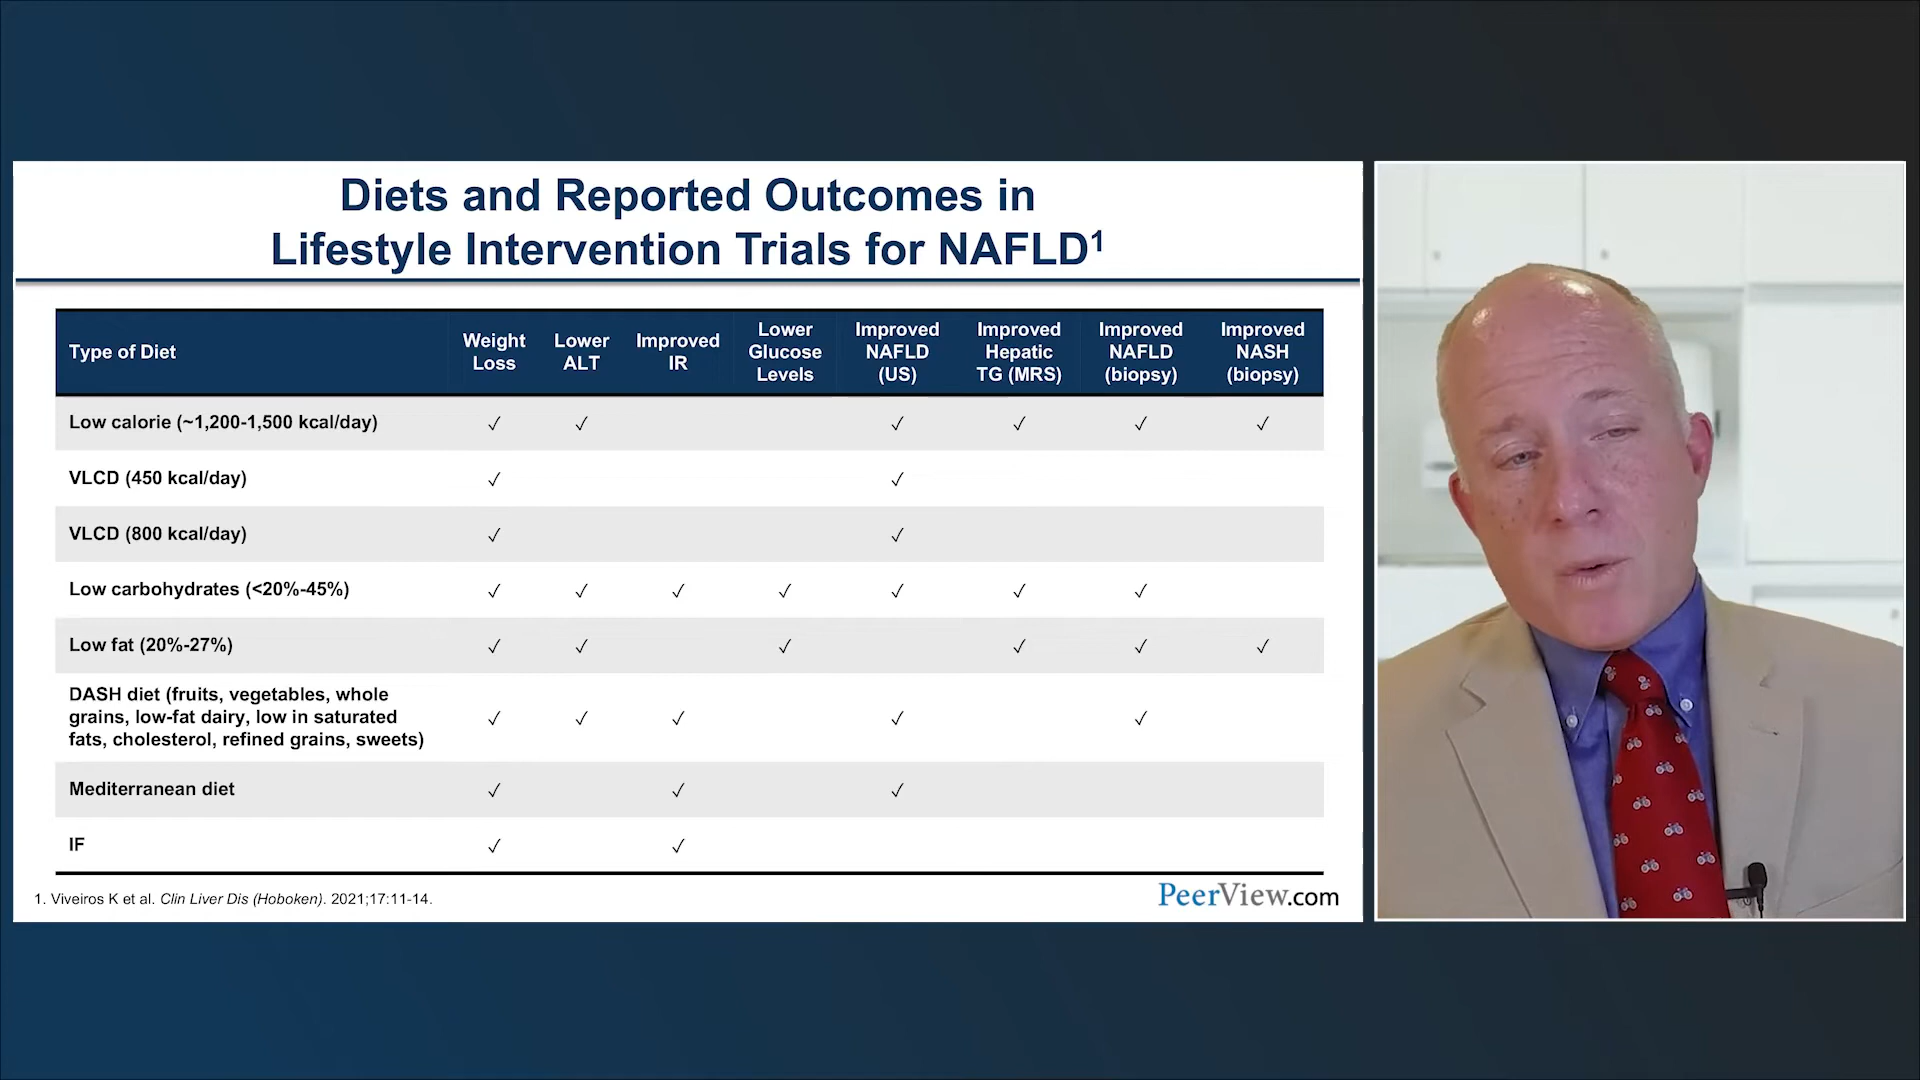 Diets and Reported Outcomes in
Lifestyle Intervention Trials for NAFLD1
Type of Diet
Weight
Loss
Lower
ALT
Improved
IR
Lower
Glucose
Levels
Improved
NAFLD
(US)
Improved
Hepatic
TG (MRS)
Improved
NAFLD
(biopsy)
Improved
NASH
(biopsy)
Low calorie (~1,200-1,500 kcal/day) ✓ ✓ ✓ ✓ ✓ ✓
VLCD (450 kcal/day) ✓ ✓
VLCD (800 kcal/day) ✓ ✓
Low carbohydrates (<20%-45%) ✓ ✓ ✓ ✓ ✓ ✓ ✓
Low fat (20%-27%) ✓ ✓ ✓ ✓ ✓ ✓
DASH diet (fruits, vegetables, whole
grains, low-fat dairy, low in saturated
fats, cholesterol, refined grains, sweets) ✓ ✓ ✓ ✓ ✓
Mediterranean diet ✓ ✓ ✓
IF ✓ ✓
1. Viveiros K et al. Clin Liver Dis (Hoboken). 2021;17:11-14.
PeerView.com